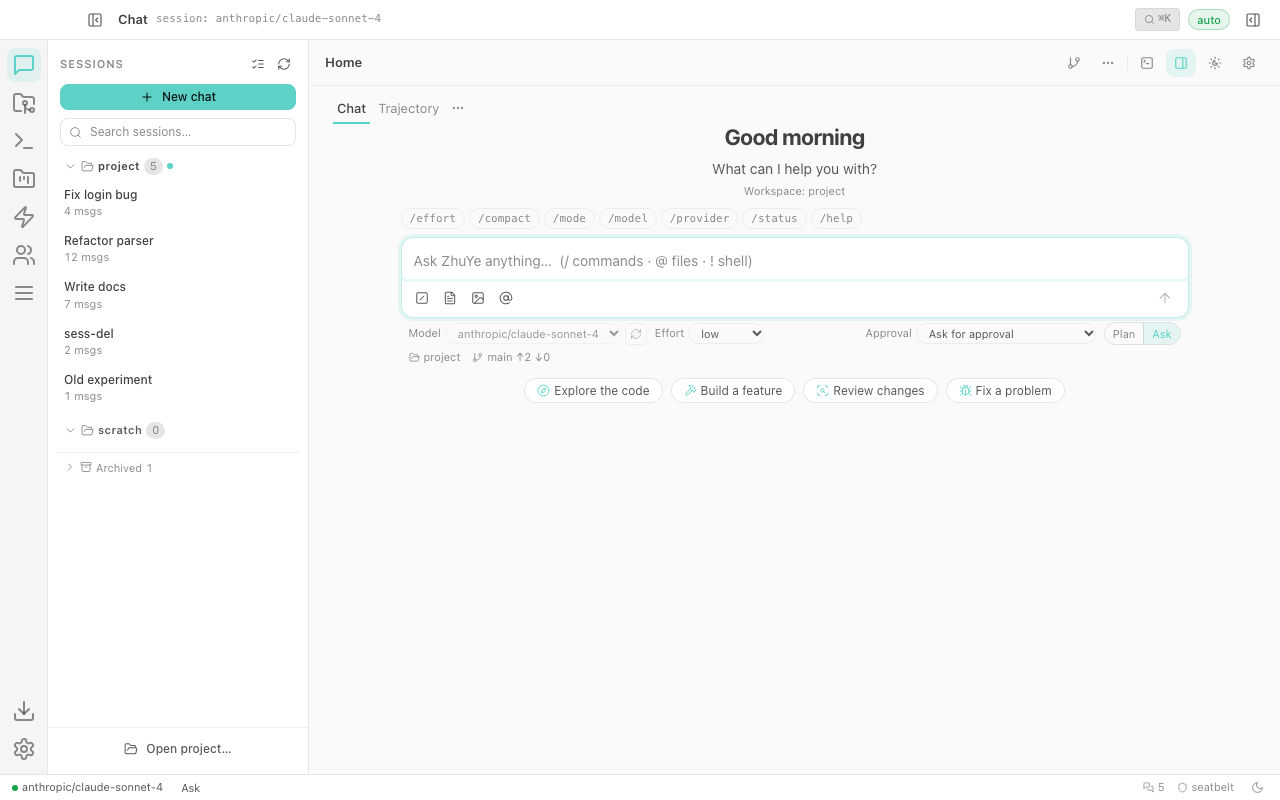 Chat session: anthropic/claude-sonnet-4
⌘K
auto
SESSIONS
New chat
Search sessions...
project 5
Fix login bug
4 msgs
Refactor parser
12 msgs
Write docs
7 msgs
sess-del
2 msgs
Old experiment
1 msgs
scratch 0
Archived 1
Open project...
Home
Chat Trajectory
Good morning
What can I help you with?
Workspace: project
/effort /compact /mode /model /provider /status /help
Ask ZhuYe anything... (/ commands · @ files · ! shell)
Model anthropic/claude-sonnet-4 Effort low Approval Ask for approval Plan Ask
project main ↑2 ↓0
Explore the code Build a feature Review changes Fix a problem
anthropic/claude-sonnet-4 Ask
5 seatbelt